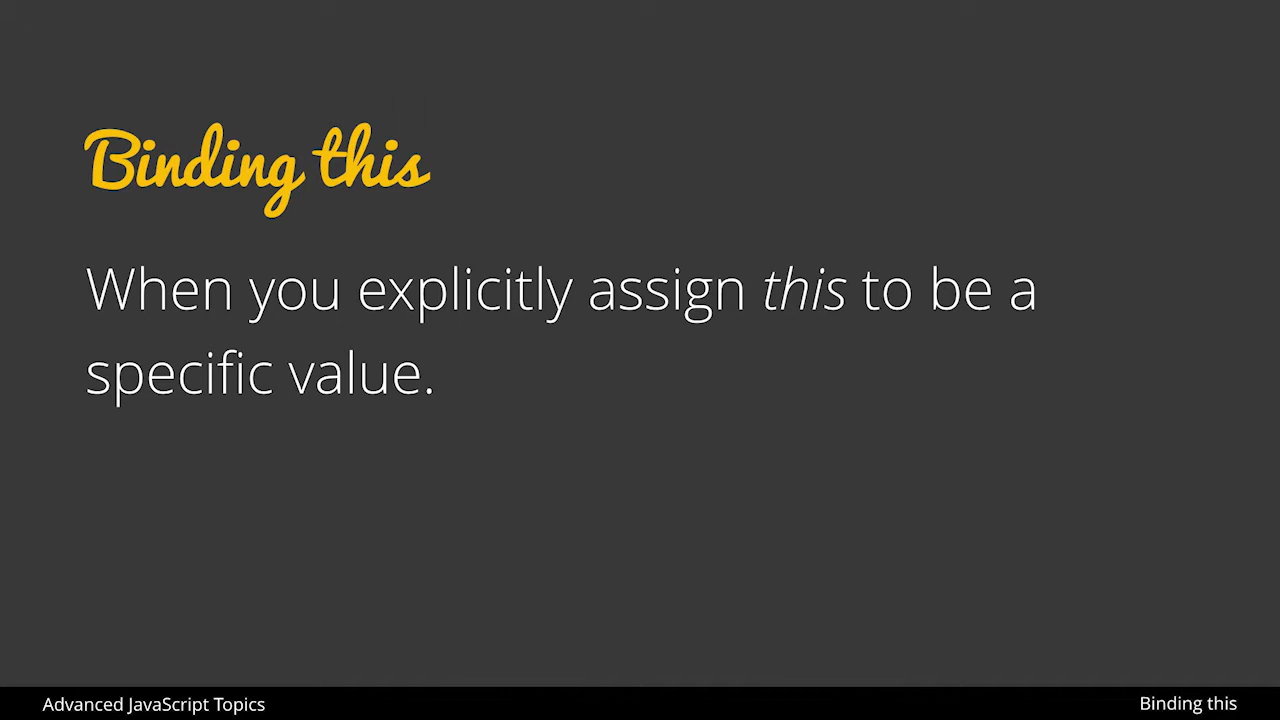 Binding this
When you explicitly assign this to be a
specific value.
Advanced JavaScript Topics
Binding this